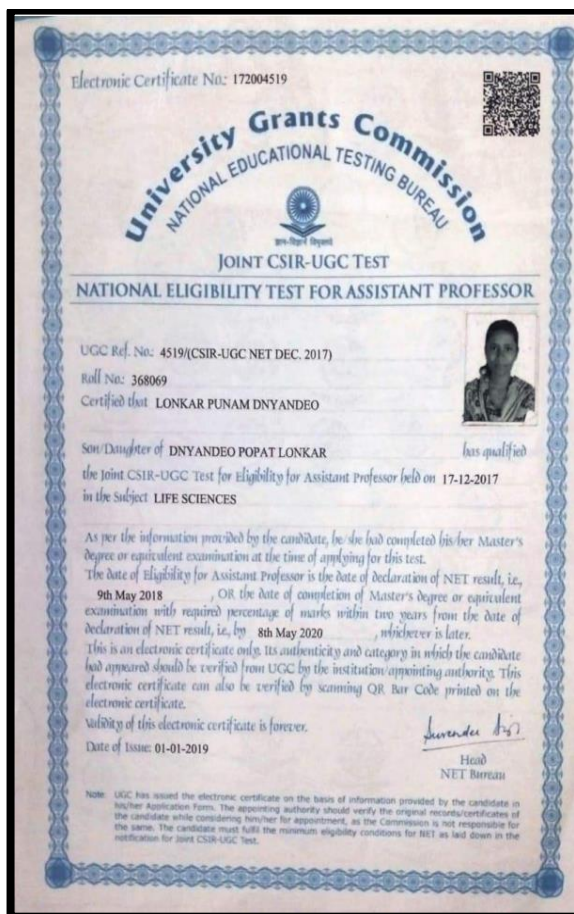 Electronic Certificate No.: 172004519
University Grants Commission
NATIONAL EDUCATIONAL TESTING BUREAU
ज्ञान-विज्ञानं विमुक्तये
JOINT CSIR-UGC TEST
NATIONAL ELIGIBILITY TEST FOR ASSISTANT PROFESSOR
UGC Ref. No.: 4519/(CSIR-UGC NET DEC. 2017)
Roll No.: 368069
Certified that LONKAR PUNAM DNYANDEO
Son/Daughter of DNYANDEO POPAT LONKAR has qualified
the Joint CSIR-UGC Test for Eligibility for Assistant Professor held on 17-12-2017
in the Subject LIFE SCIENCES
As per the information provided by the candidate, he/she had completed his/her Master's
degree or equivalent examination at the time of applying for this test.
The date of Eligibility for Assistant Professor is the date of declaration of NET result, i.e.,
9th May 2018 , OR the date of completion of Master's degree or equivalent
examination with required percentage of marks within two years from the date of
declaration of NET result, i.e., by 8th May 2020 , whichever is later.
This is an electronic certificate only. Its authenticity and category in which the candidate
had appeared should be verified from UGC by the institution/appointing authority. This
electronic certificate can also be verified by scanning QR Bar Code printed on the
electronic certificate.
Validity of this electronic certificate is forever.
Date of Issue: 01-01-2019
Head
NET Bureau
Note: UGC has issued the electronic certificate on the basis of information provided by the candidate in
his/her Application Form. The appointing authority should verify the original records/certificates of
the candidate while considering him/her for appointment, as the Commission is not responsible for
the same. The candidate must fulfil the minimum eligibility conditions for NET as laid down in the
notification for Joint CSIR-UGC Test.